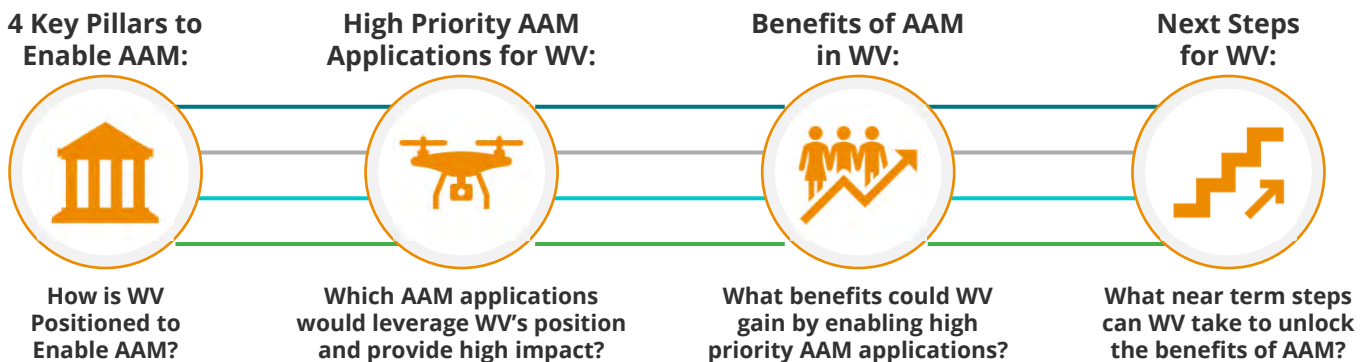 4 Key Pillars to
Enable AAM:
High Priority AAM
Applications for WV:
Benefits of AAM
in WV:
Next Steps
for WV:
How is WV
Positioned to
Enable AAM?
Which AAM applications
would leverage WV’s position
and provide high impact?
What benefits could WV
gain by enabling high
priority AAM applications?
What near term steps
can WV take to unlock
the benefits of AAM?